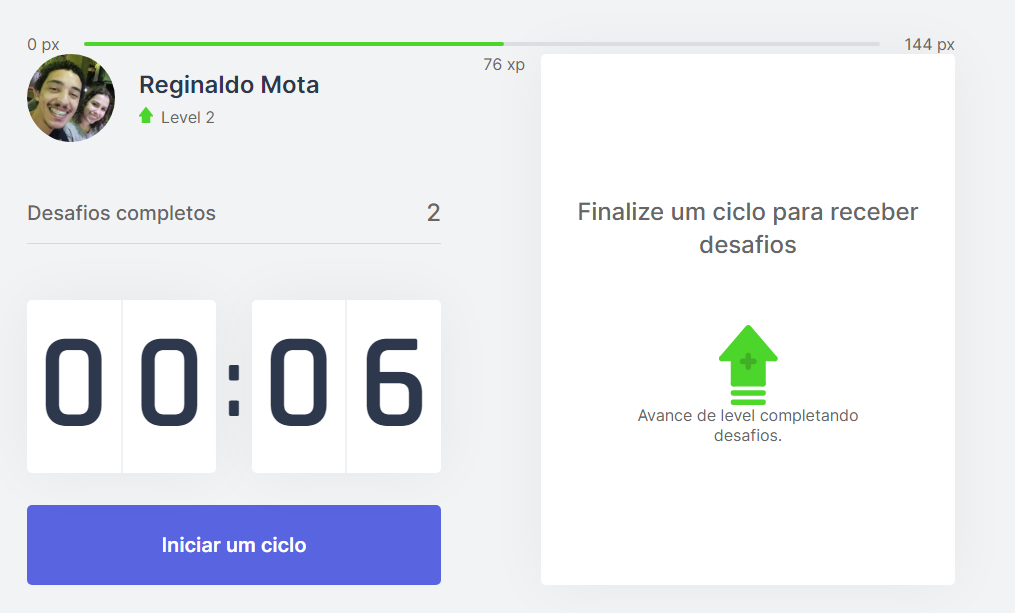 0 px
144 px
76 xp
Reginaldo Mota
Level 2
Desafios completos 2
00:06
Iniciar um ciclo
Finalize um ciclo para receber
desafios
Avance de level completando
desafios.